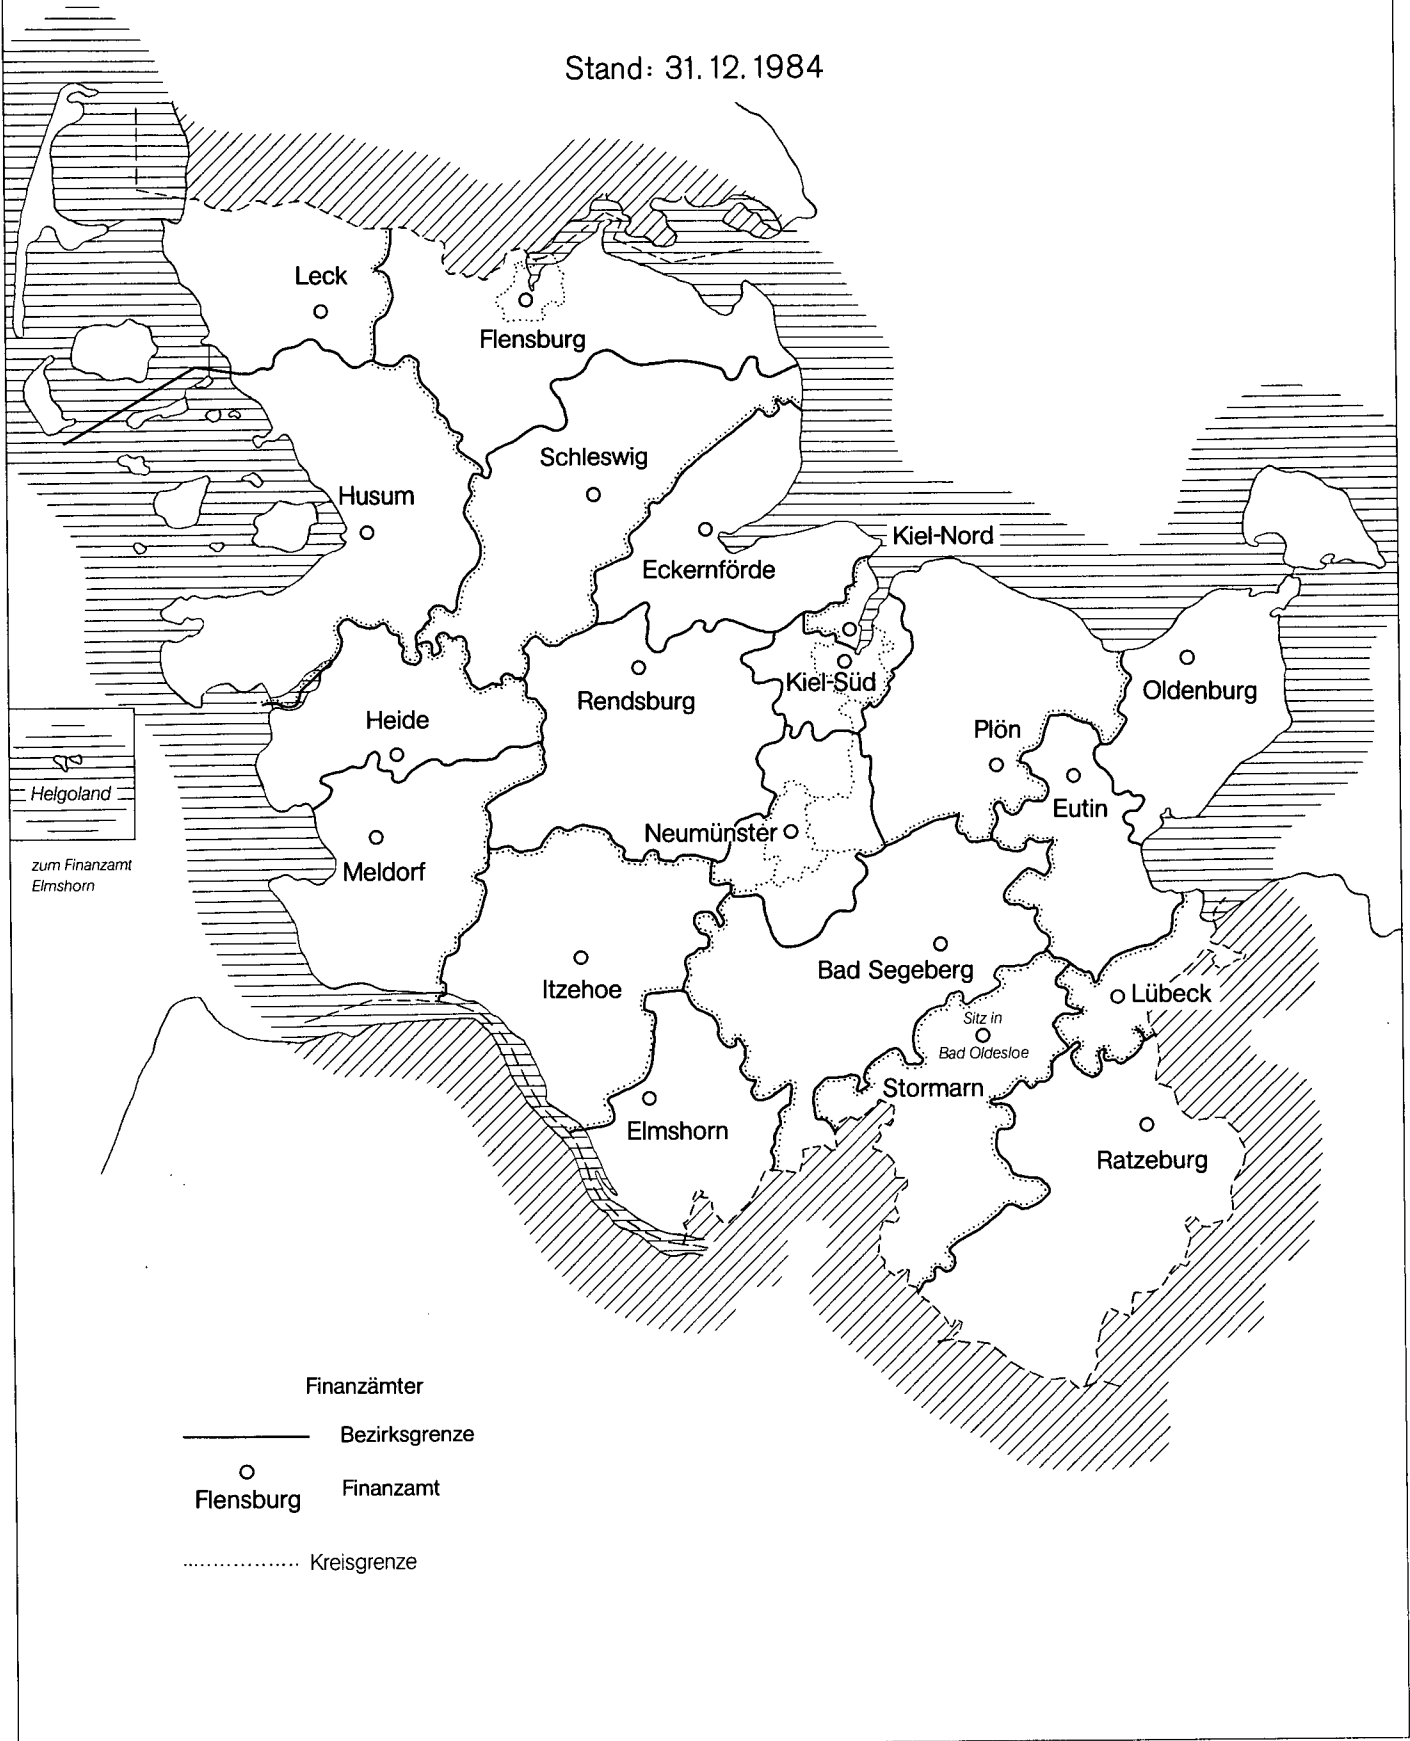 Stand: 31.12.1984
Leck
Flensburg
Schleswig
Husum
Kiel-Nord
Eckernförde
Kiel-Süd
Oldenburg
Rendsburg
Heide
Plön
Helgoland
Eutin
Neumünster
zum Finanzamt
Elmshorn
Meldorf
Bad Segeberg
Itzehoe
Lübeck
Sitz in
Bad Oldesloe
Stormarn
Elmshorn
Ratzeburg
Finanzämter
Bezirksgrenze
Flensburg
Finanzamt
Kreisgrenze